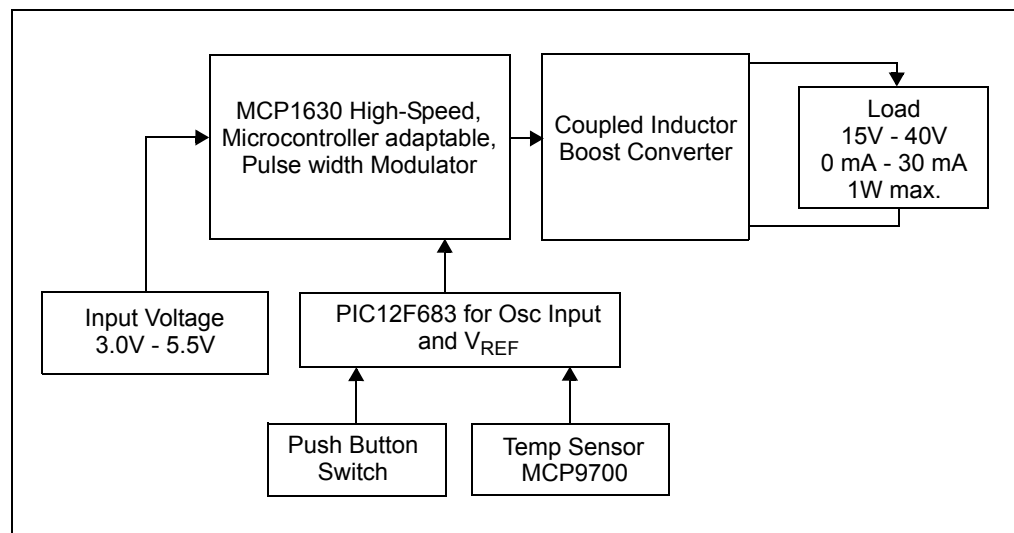 MCP1630 High-Speed,
Microcontroller adaptable,
Pulse width Modulator
Coupled Inductor
Boost Converter
Load
15V - 40V
0 mA - 30 mA
1W max.
Input Voltage
3.0V - 5.5V
PIC12F683 for Osc Input
and VREF
Push Button
Switch
Temp Sensor
MCP9700